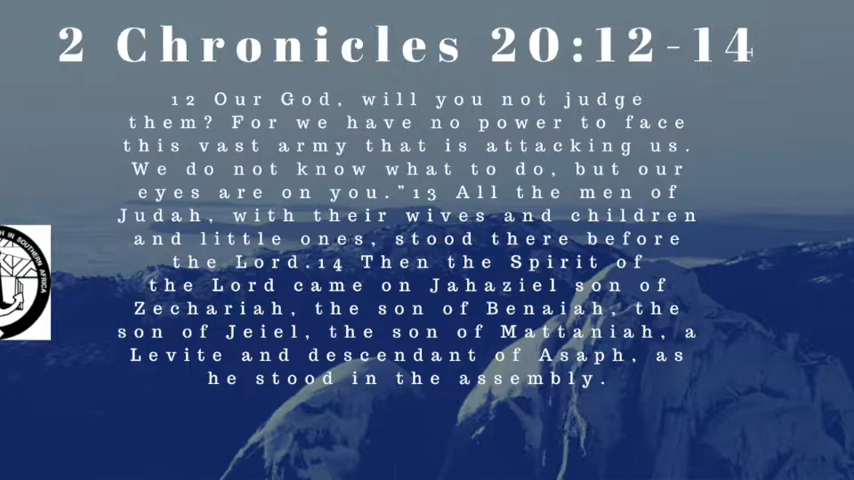 2 Chronicles 20:12-14
12 Our God, will you not judge
them? For we have no power to face
this vast army that is attacking us.
We do not know what to do, but our
eyes are on you."13 All the men of
Judah, with their wives and children
and little ones, stood there before
the Lord.14 Then the Spirit of
the Lord came on Jahaziel son of
Zechariah, the son of Benaiah, the
son of Jeiel, the son of Mattaniah, a
Levite and descendant of Asaph, as
he stood in the assembly.
IN SOUTHERN AFRICA